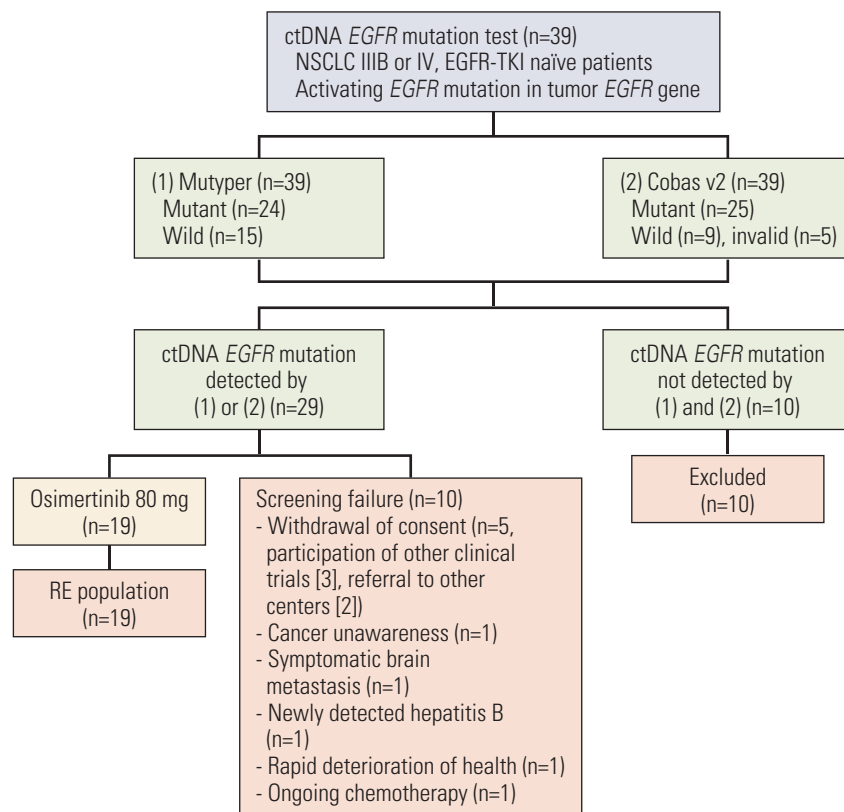 ctDNA EGFR mutation test (n=39)
NSCLC IIIB or IV, EGFR-TKI naïve patients
Activating EGFR mutation in tumor EGFR gene
(1) Mutyper (n=39)
Mutant (n=24)
Wild (n=15)
(2) Cobas v2 (n=39)
Mutant (n=25)
Wild (n=9), invalid (n=5)
ctDNA EGFR mutation
detected by
(1) or (2) (n=29)
ctDNA EGFR mutation
not detected by
(1) and (2) (n=10)
Osimertinib 80 mg
(n=19)
RE population
(n=19)
Screening failure (n=10)
- Withdrawal of consent (n=5,
participation of other clinical
trials [3], referral to other
centers [2])
- Cancer unawareness (n=1)
- Symptomatic brain
metastasis (n=1)
- Newly detected hepatitis B
(n=1)
- Rapid deterioration of health (n=1)
- Ongoing chemotherapy (n=1)
Excluded
(n=10)